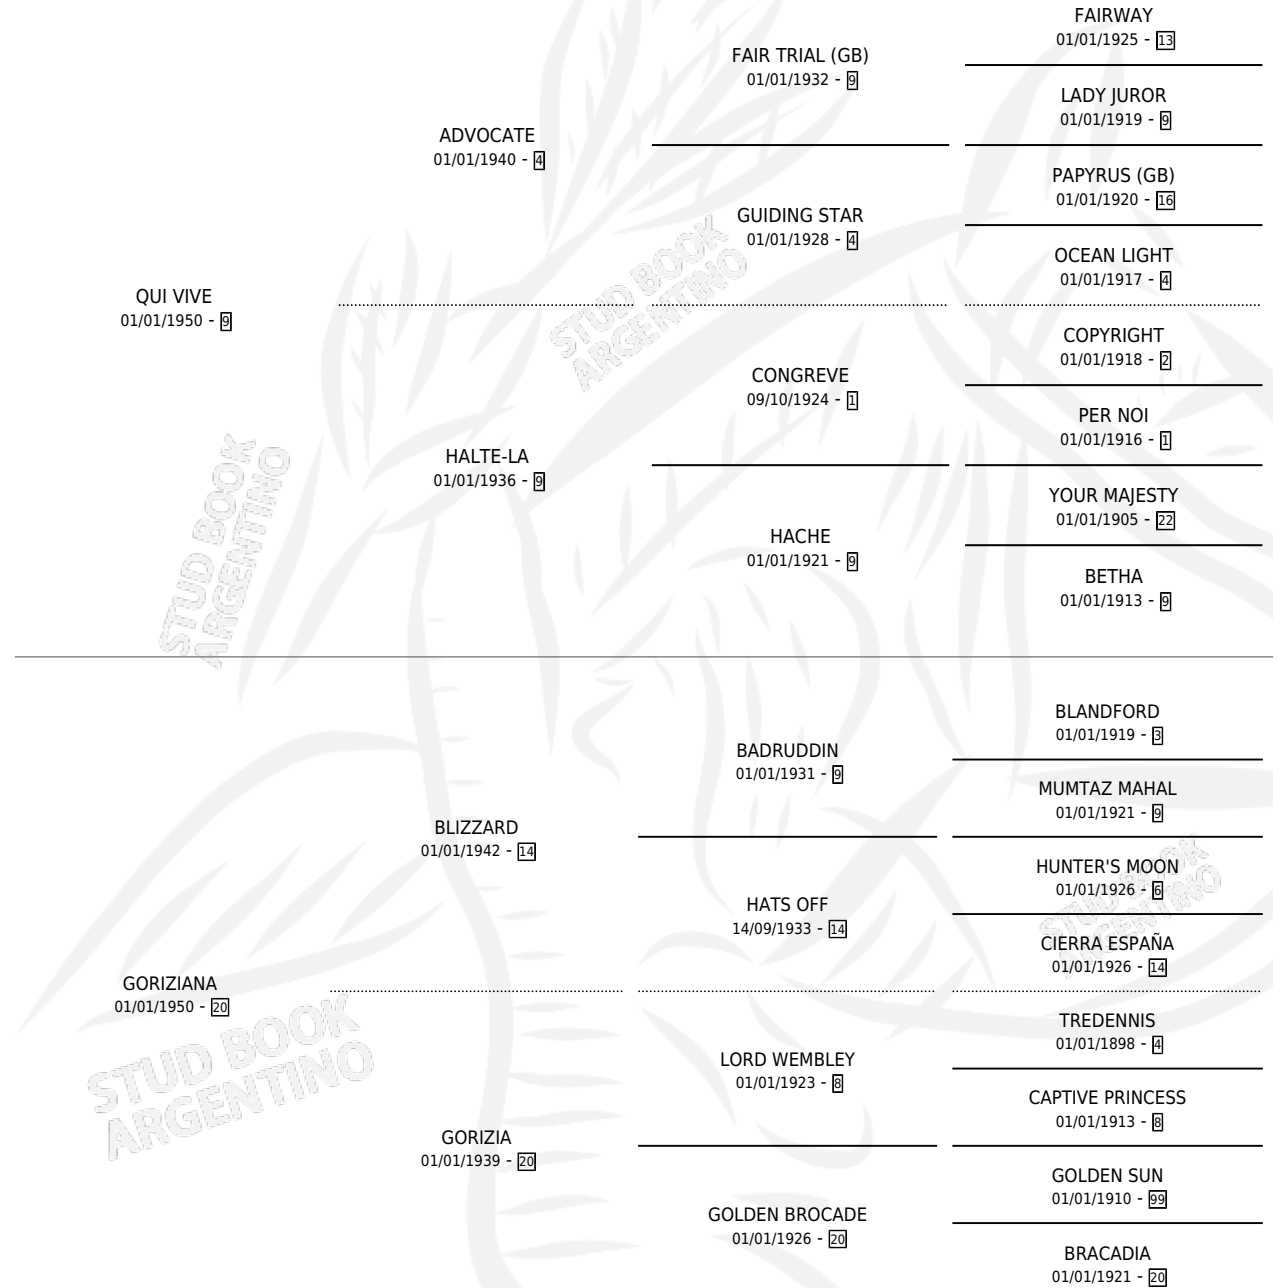 FAIRWAY
01/01/1925 - 13
FAIR TRIAL (GB)
01/01/1932 - 9
LADY JUROR
01/01/1919 - 9
ADVOCATE
01/01/1940 - 4
PAPYRUS (GB)
01/01/1920 - 16
GUIDING STAR
01/01/1928 - 4
OCEAN LIGHT
01/01/1917 - 4
QUI VIVE
01/01/1950 - 9
COPYRIGHT
01/01/1918 - 2
CONGREVE
09/10/1924 - 1
PER NOI
01/01/1916 - 1
HALTE-LA
01/01/1936 - 9
YOUR MAJESTY
01/01/1905 - 22
HACHE
01/01/1921 - 9
BETHA
01/01/1913 - 9
BLANDFORD
01/01/1919 - 3
BADRUDDIN
01/01/1931 - 9
MUMTAZ MAHAL
01/01/1921 - 9
BLIZZARD
01/01/1942 - 14
HUNTER'S MOON
01/01/1926 - 6
HATS OFF
14/09/1933 - 14
CIERRA ESPAÑA
01/01/1926 - 14
GORIZIANA
01/01/1950 - 20
TREDENNIS
01/01/1898 - 4
LORD WEMBLEY
01/01/1923 - 8
CAPTIVE PRINCESS
01/01/1913 - 8
GORIZIA
01/01/1939 - 20
GOLDEN SUN
01/01/1910 - 99
GOLDEN BROCADE
01/01/1926 - 20
BRACADIA
01/01/1921 - 20
STUD BOOK
ARGENTINO
STUD BOOK
ARGENTINO
STUD BOOK
ARGENTINO
STUD BOOK
ARGENTINO